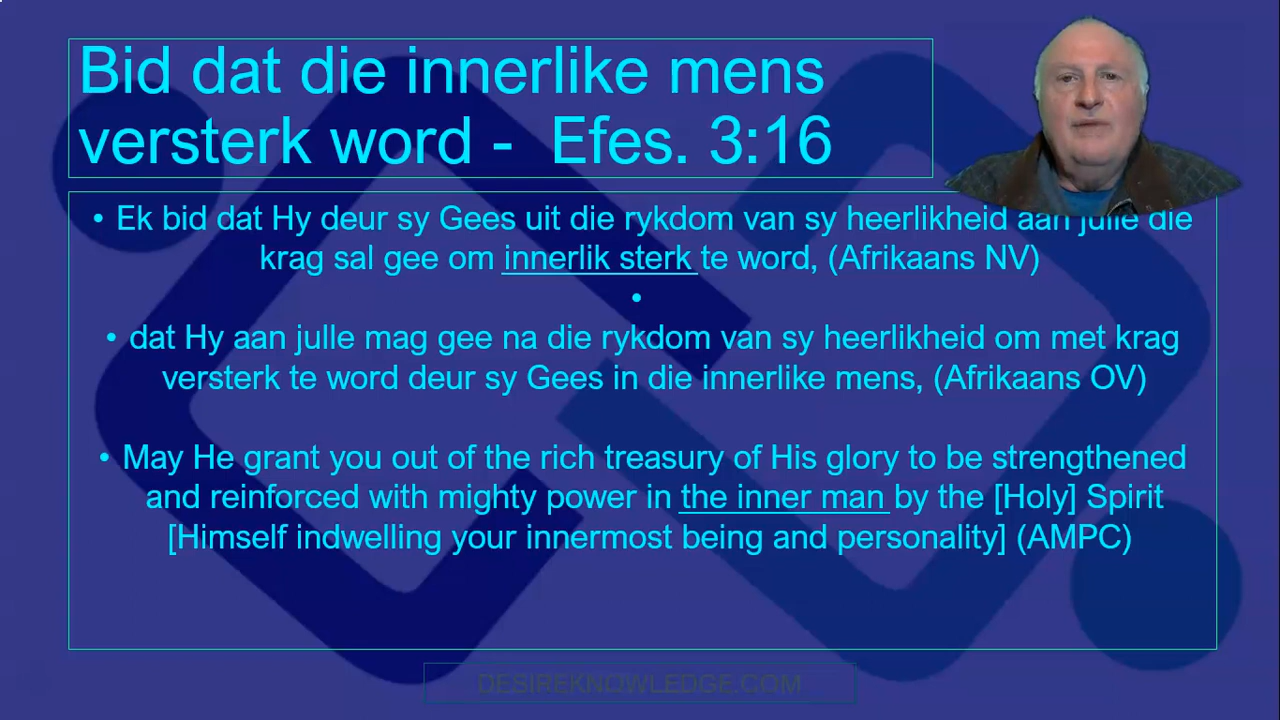 Bid dat die innerlike mens
versterk word - Efes. 3:16
• Ek bid dat Hy deur sy Gees uit die rykdom van sy heerlikheid aan julle die
krag sal gee om innerlik sterk te word, (Afrikaans NV)
•
• dat Hy aan julle mag gee na die rykdom van sy heerlikheid om met krag
versterk te word deur sy Gees in die innerlike mens, (Afrikaans OV)
• May He grant you out of the rich treasury of His glory to be strengthened
and reinforced with mighty power in the inner man by the [Holy] Spirit
[Himself indwelling your innermost being and personality] (AMPC)
DESIREKNOWLEDGE.COM